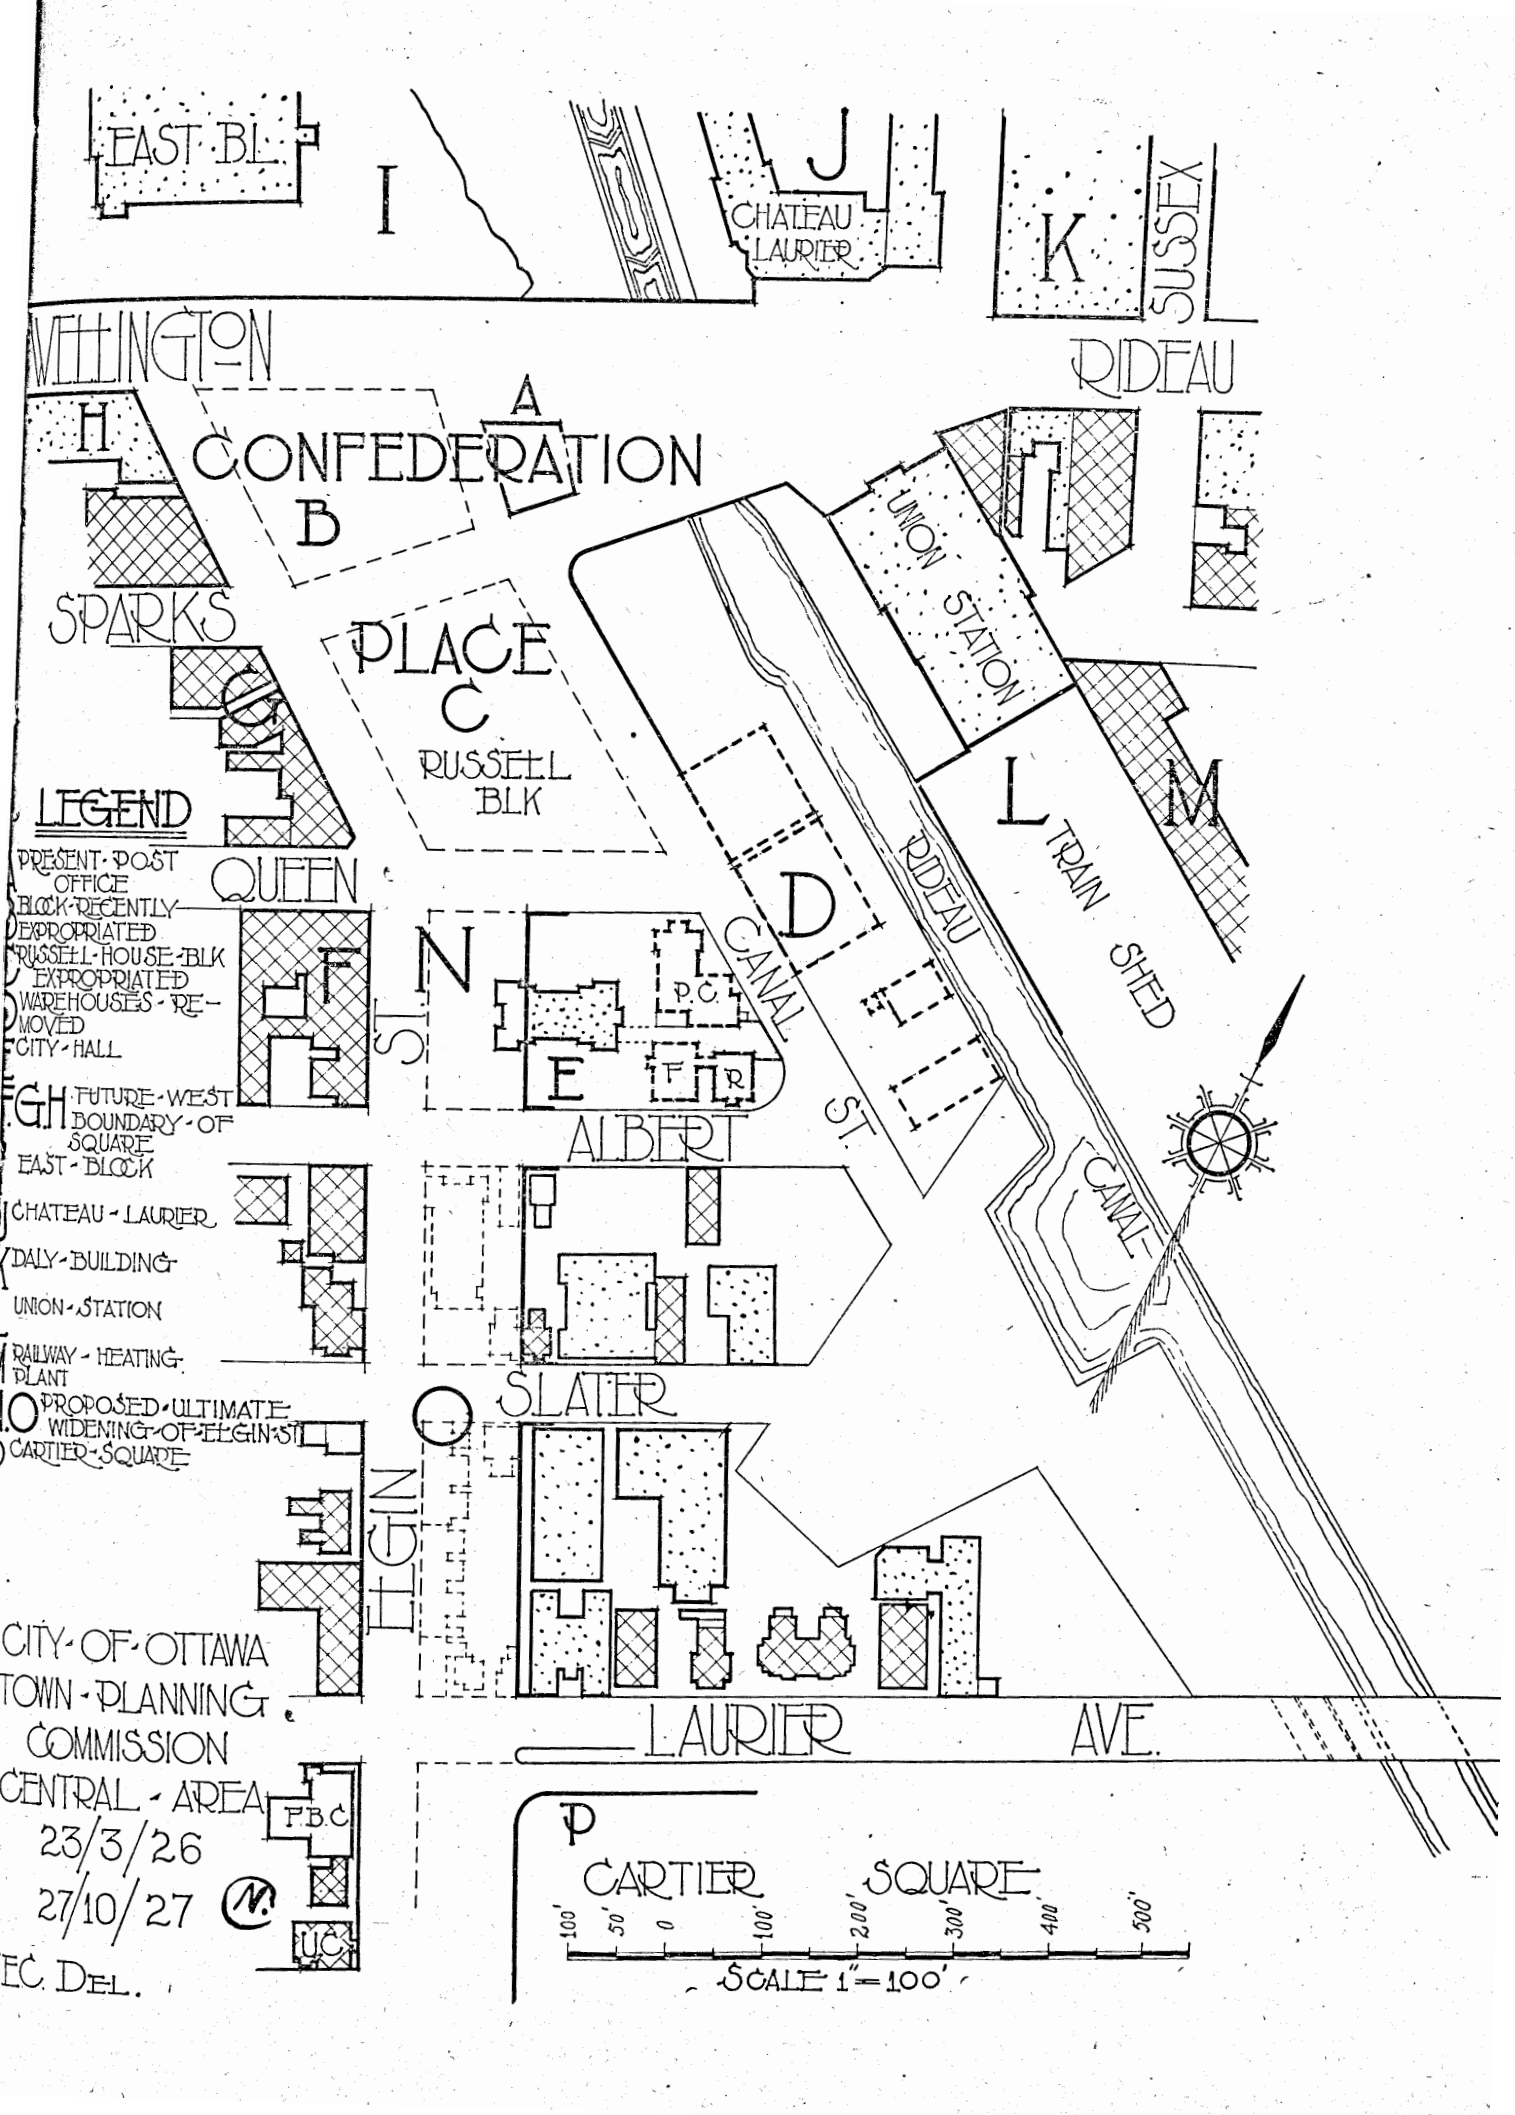 EAST·BL.
I
J
CHATEAU
LAURIER
K
SUSSEX
WELLINGTON
RIDEAU
H
A
CONFEDERATION
B
UNION STATION
SPARKS
PLACE
C
RUSSELL
BLK
G
L
M
TRAIN SHED
D
RIDEAU
CANAL
QUEEN
F
ST
N
CANAL ST
P.C.
E
F
R
ALBERT
SLATER
O
ELGIN
LAURIER AVE.
F.B.C
U.C.
P
CARTIER SQUARE
100' 50' 0 100' 200' 300' 400' 500"
SCALE 1"=100'
LEGEND
PRESENT·POST
OFFICE
BLOCK-RECENTLY
EXPROPRIATED
RUSSELL-HOUSE-BLK
EXPROPRIATED
WAREHOUSES-RE-
MOVED
CITY-HALL
G.H FUTURE-WEST
BOUNDARY-OF
SQUARE
EAST-BLOCK
CHATEAU-LAURIER
DALY-BUILDING
UNION-STATION
RAILWAY-HEATING
PLANT
O PROPOSED-ULTIMATE
WIDENING-OF-ELGIN-ST
CARTIER-SQUARE
CITY-OF-OTTAWA
TOWN-PLANNING
COMMISSION
CENTRAL-AREA
23/3/26
27/10/27
N.
EC. DEL.